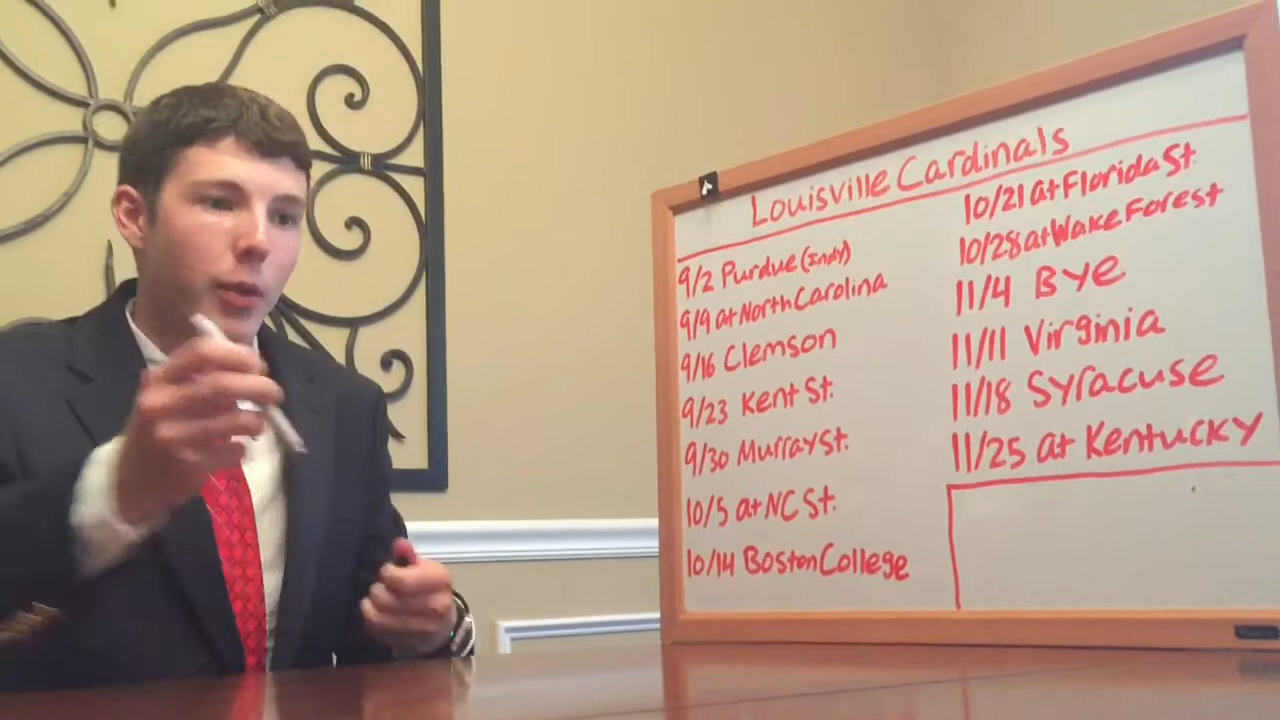 Louisville Cardinals
9/2 Purdue (Indy)
9/9 at North Carolina
9/16 Clemson
9/23 Kent St.
9/30 Murray St.
10/5 at NC St.
10/14 Boston College
10/21 at Florida St.
10/28 at Wake Forest
11/4 Bye
11/11 Virginia
11/18 Syracuse
11/25 at Kentucky